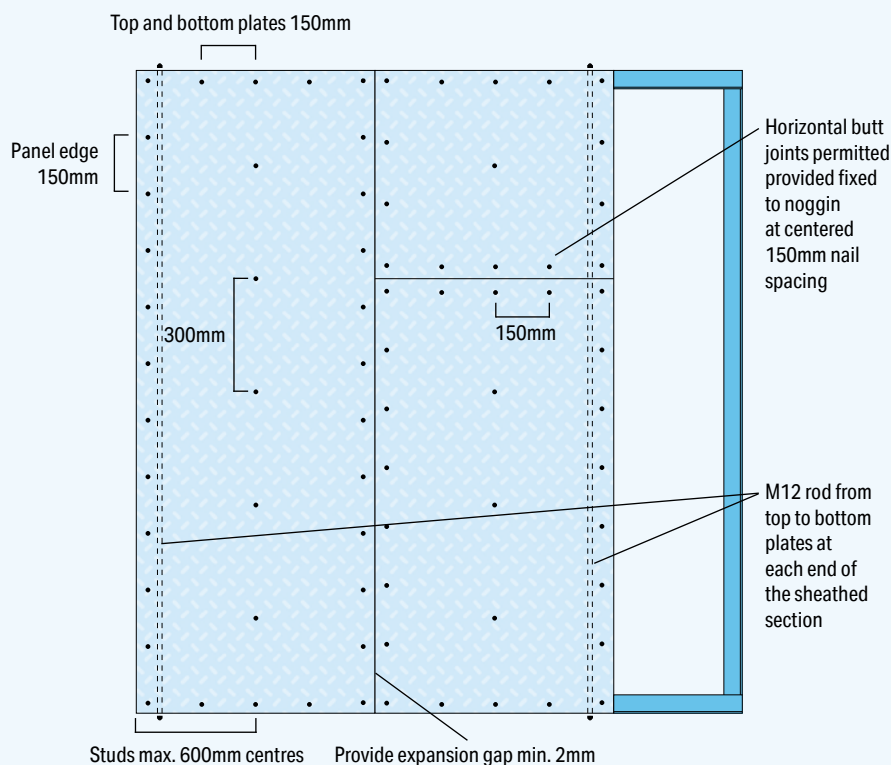 Top and bottom plates 150mm
Panel edge
150mm
Horizontal butt
joints permitted
provided fixed
to noggin
at centered
150mm nail
spacing
300mm
150mm
M12 rod from
top to bottom
plates at
each end of
the sheathed
section
Studs max. 600mm centres
Provide expansion gap min. 2mm